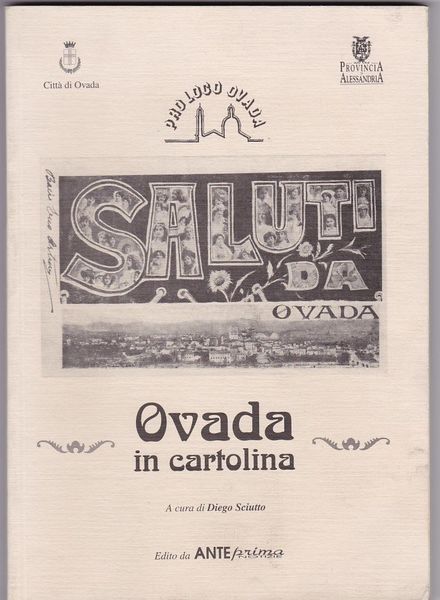 Città di Ovada
PROVINCIA
di
ALESSANDRIA
PRO LOCO OVADA
SALUTI
DA
OVADA
Ovada
in cartolina
A cura di Diego Sciutto
Edito da ANTEprima